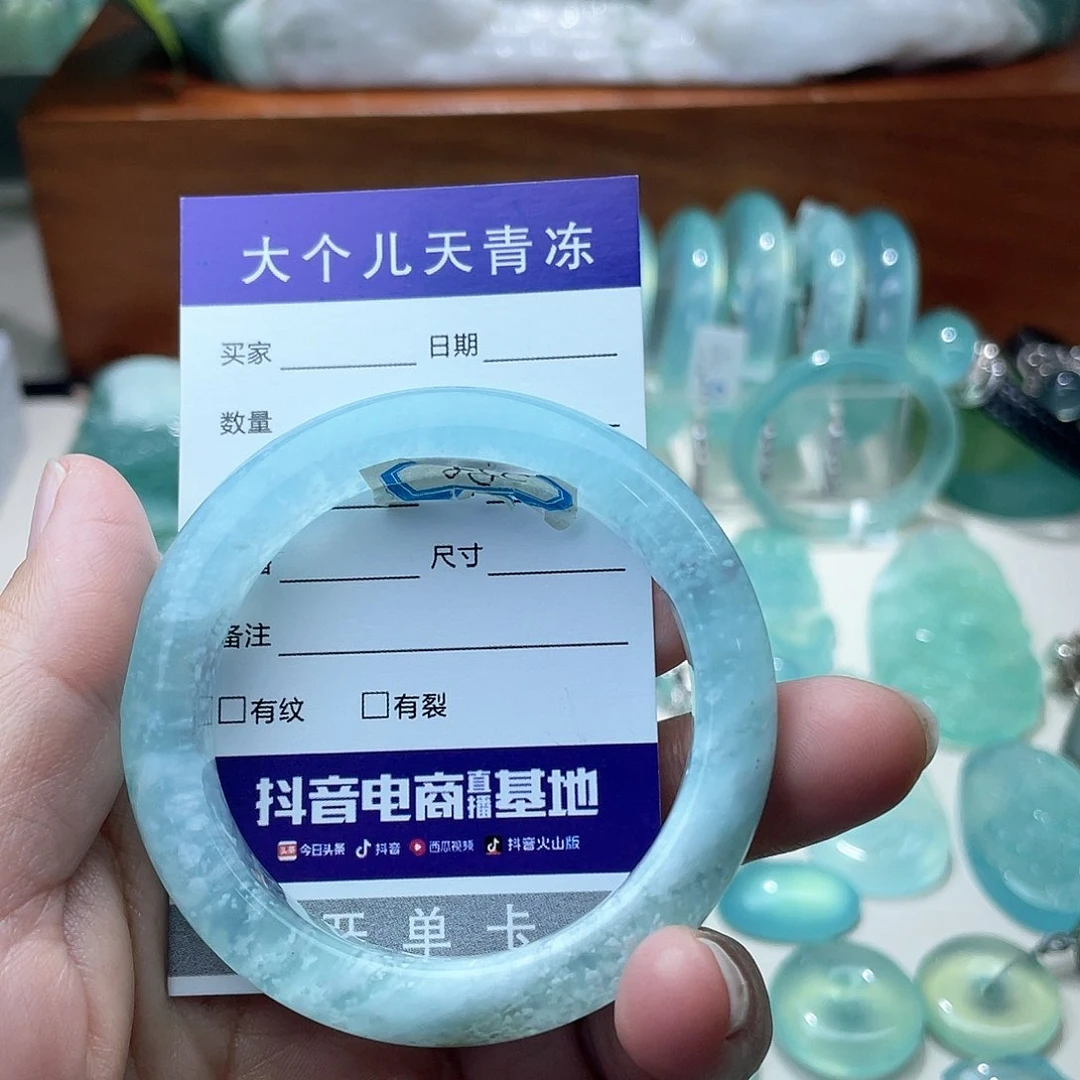 大个儿天青冻
买家 日期
数量
尺寸
备注
□有纹 □有裂
抖音电商直播基地
头条 今日头条 抖音 西瓜视频 抖音火山版
开单卡